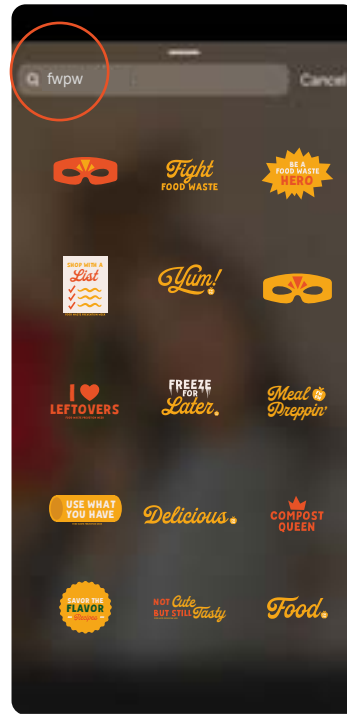 fwpw
Cancel
Fight
FOOD WASTE
BE A
FOOD WASTE
HERO
SHOP WITH A
List
Yum!
I
LEFTOVERS
FREEZE
FOR
Later.
Meal
Preppin'
USE WHAT
YOU HAVE
Delicious.
COMPOST
QUEEN
SAVOR THE
FLAVOR
Recipes
NOT Cute
BUT STILL Tasty
Food.